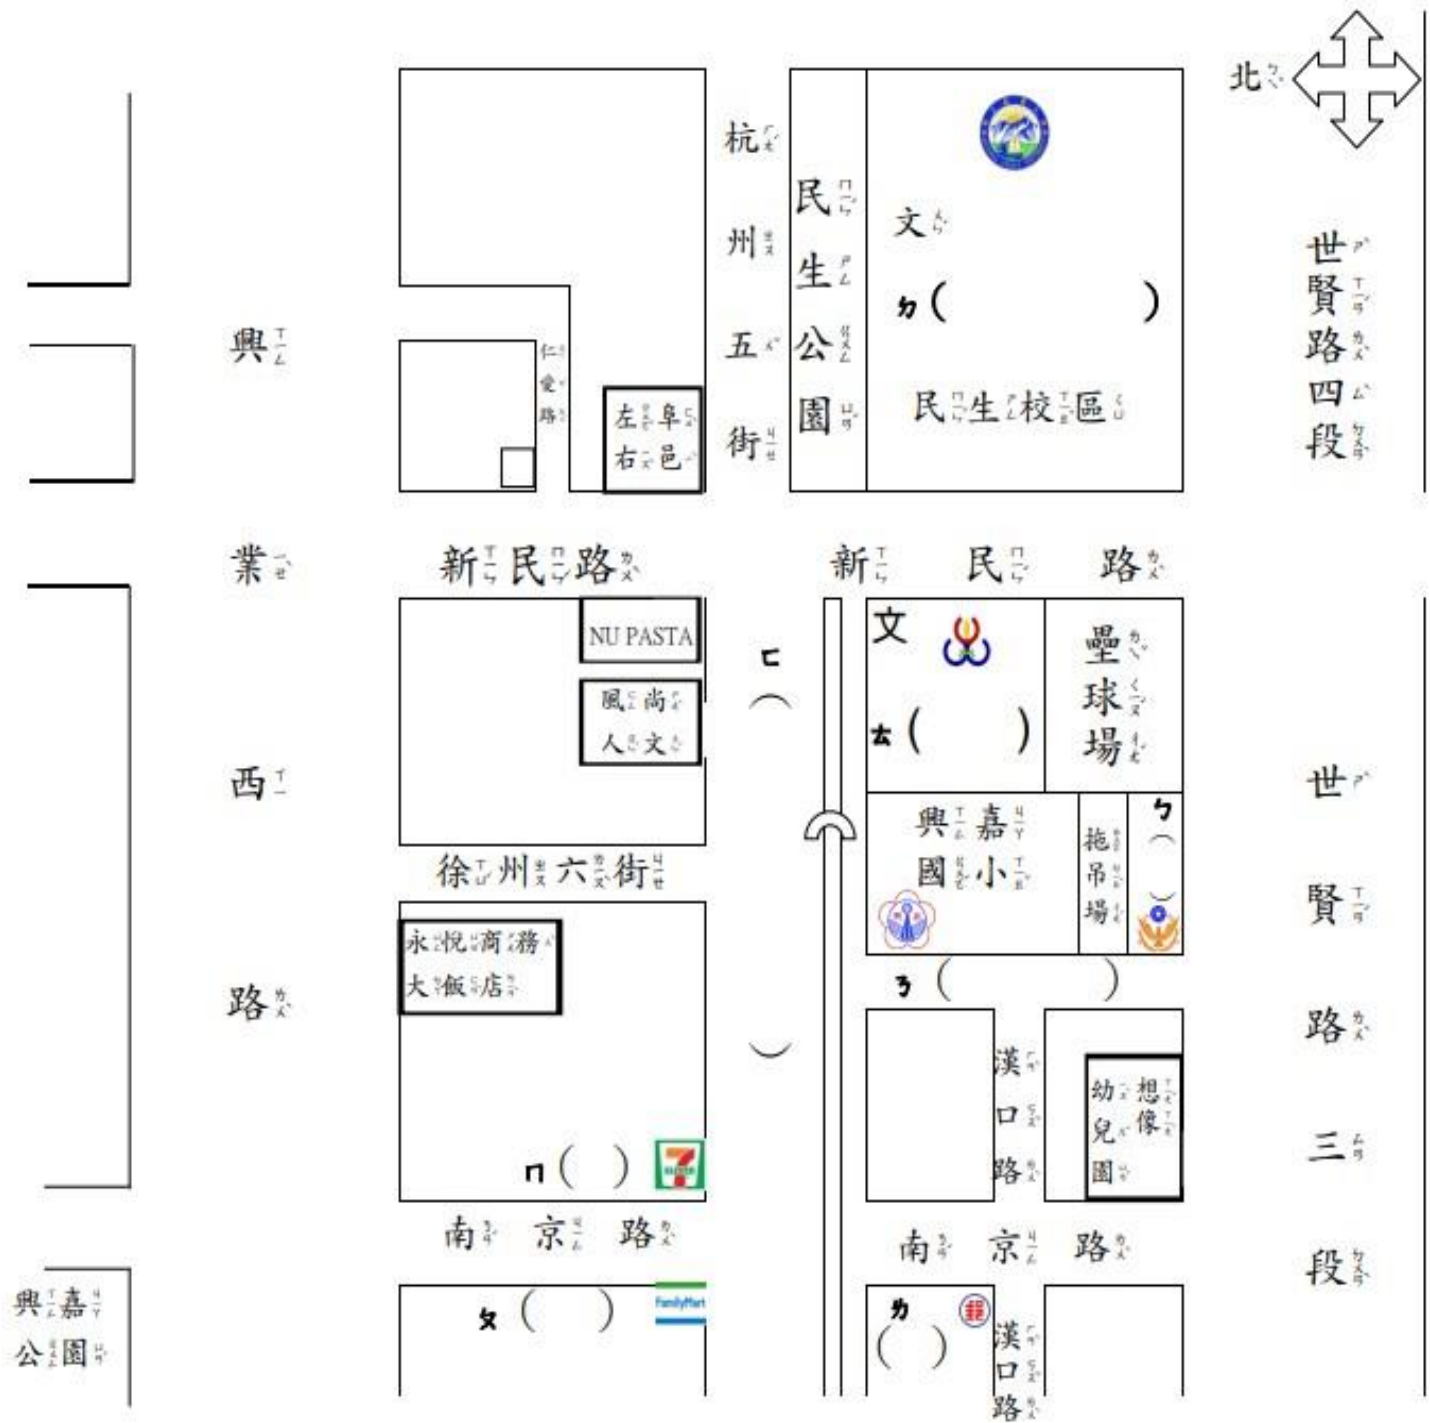 北
杭州五街
民生公園
文
ㄉ( )
民生校區
世賢路四段
興業西路
仁愛路
左阜
右邑
新民路
新民路
NU PASTA
風尚
人文
ㄈ( )
文
ㄊ( )
壘球場
興嘉
國小
拖吊場
ㄅ( )
徐州六街
永悅商務
大飯店
ㄋ( )
漢口路
想像
幼兒園
世賢路三段
ㄇ( )
7
南京路
南京路
興嘉
公園
ㄆ( )
FamilyMart
ㄌ
( )
郵
漢口路